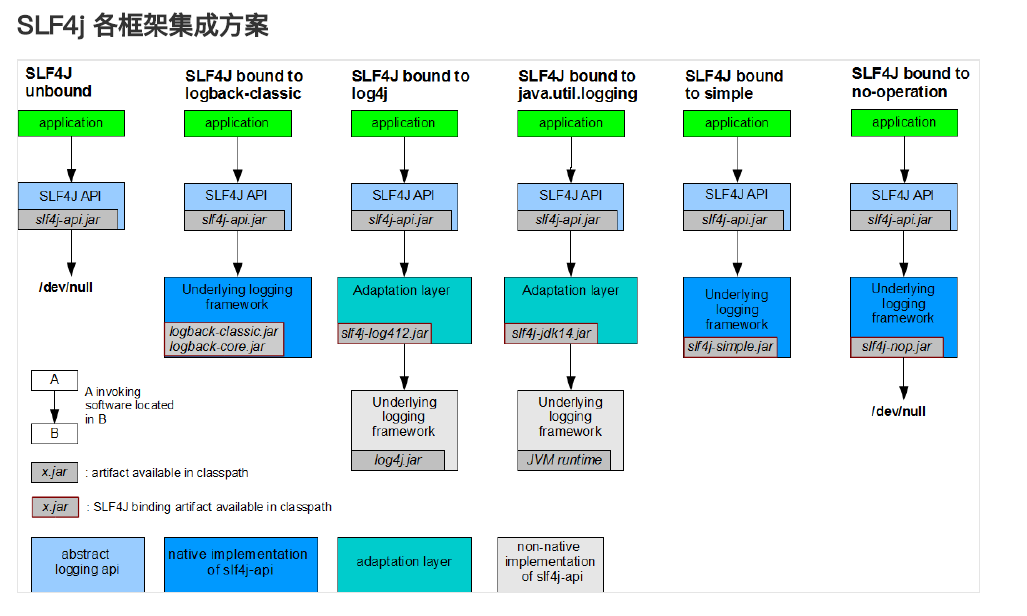 SLF4j 各框架集成方案
SLF4J
unbound
application
SLF4J API
slf4j-api.jar
/dev/null
SLF4J bound to
logback-classic
application
SLF4J API
slf4j-api.jar
Underlying logging
framework
logback-classic.jar
logback-core.jar
SLF4J bound to
log4j
application
SLF4J API
slf4j-api.jar
Adaptation layer
slf4j-log412.jar
Underlying
logging
framework
log4j.jar
SLF4J bound to
java.util.logging
application
SLF4J API
slf4j-api.jar
Adaptation layer
slf4j-jdk14.jar
Underlying
logging
framework
JVM runtime
SLF4J bound
to simple
application
SLF4J API
slf4j-api.jar
Underlying
logging
framework
slf4j-simple.jar
SLF4J bound to
no-operation
application
SLF4J API
slf4j-api.jar
Underlying
logging
framework
slf4j-nop.jar
/dev/null
A
B
A invoking
software located
in B
x.jar
: artifact available in classpath
x.jar
: SLF4J binding artifact available in classpath
abstract
logging api
native implementation
of slf4j-api
adaptation layer
non-native
implementation
of slf4j-api